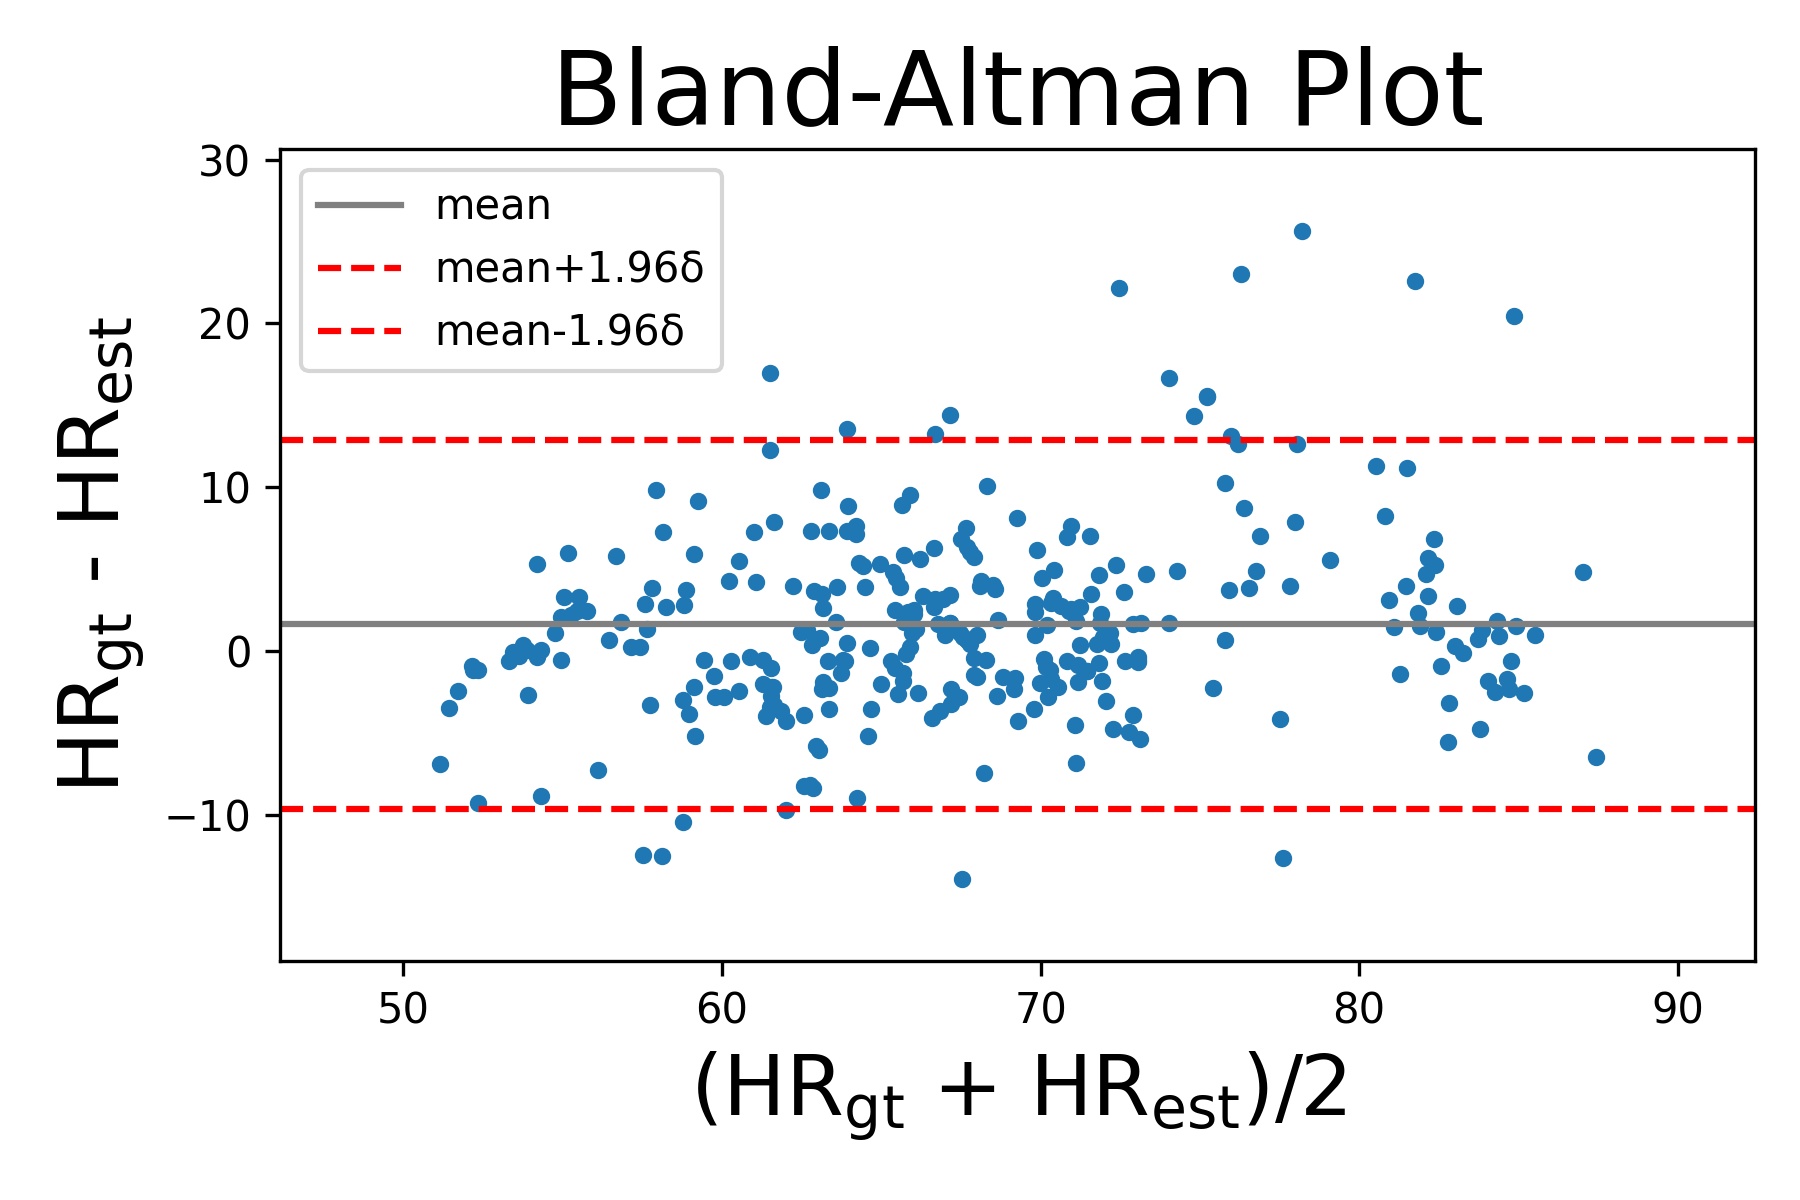 Bland-Altman Plot
30
20
10
0
−10
HRgt - HRest
mean
mean+1.96δ
mean-1.96δ
50 60 70 80 90
(HRgt + HRest)/2